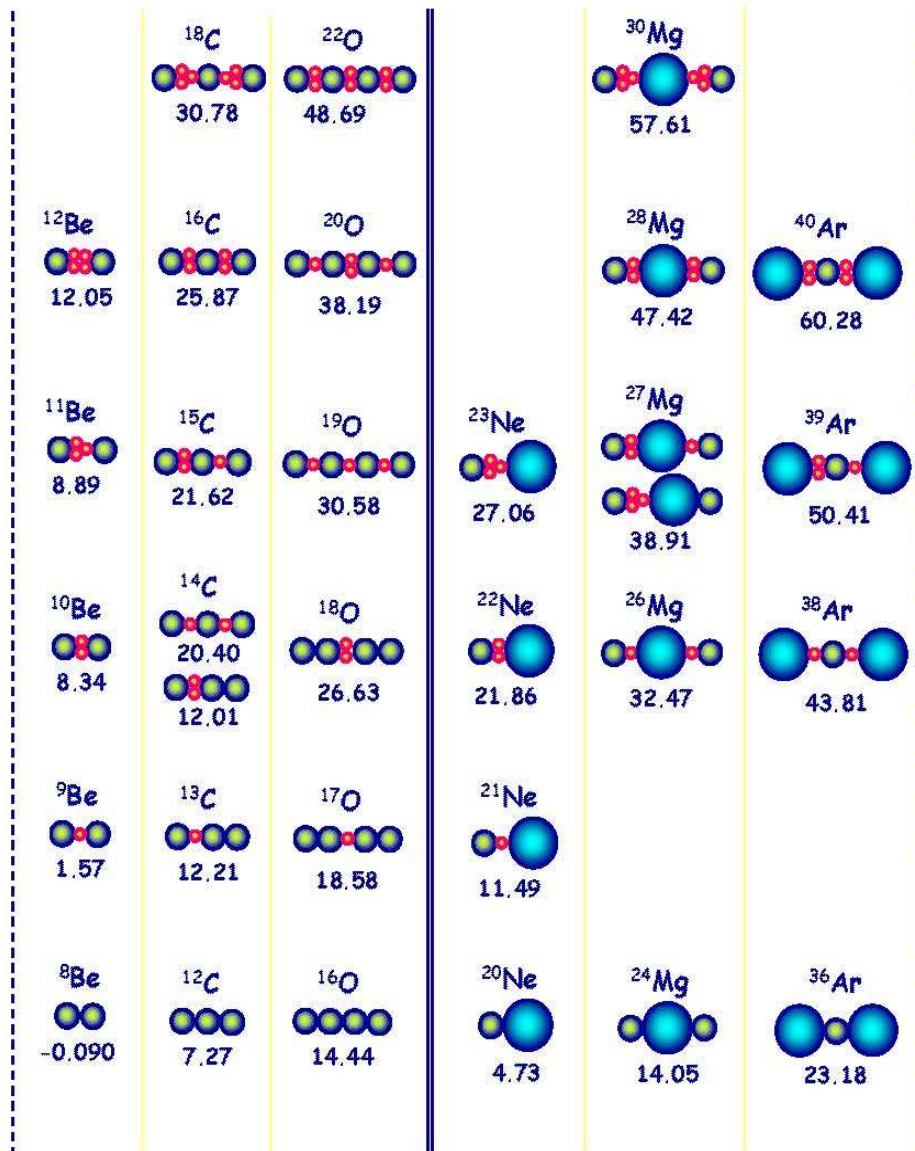 ¹⁸C ²²O ³⁰Mg
30.78 48.69 57.61
¹²Be ¹⁶C ²⁰O ²⁸Mg ⁴⁰Ar
12.05 25.87 38.19 47.42 60.28
¹¹Be ¹⁵C ¹⁹O ²³Ne ²⁷Mg ³⁹Ar
8.89 21.62 30.58 27.06 38.91 50.41
¹⁰Be ¹⁴C ¹⁸O ²²Ne ²⁶Mg ³⁸Ar
8.34 20.40 26.63 21.86 32.47 43.81
12.01
⁹Be ¹³C ¹⁷O ²¹Ne
1.57 12.21 18.58 11.49
⁸Be ¹²C ¹⁶O ²⁰Ne ²⁴Mg ³⁶Ar
-0.090 7.27 14.44 4.73 14.05 23.18